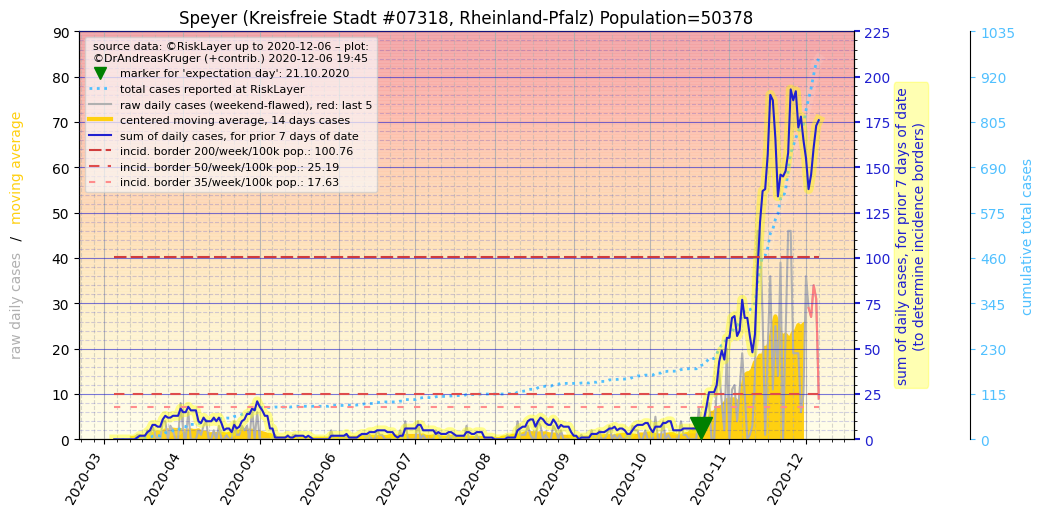 Speyer (Kreisfreie Stadt #07318, Rheinland-Pfalz) Population=50378
source data: ©RiskLayer up to 2020-12-06 – plot:
©DrAndreasKruger (+contrib.) 2020-12-06 19:45
marker for 'expectation day': 21.10.2020
total cases reported at RiskLayer
raw daily cases (weekend-flawed), red: last 5
centered moving average, 14 days cases
sum of daily cases, for prior 7 days of date
incid. border 200/week/100k pop.: 100.76
incid. border 50/week/100k pop.: 25.19
incid. border 35/week/100k pop.: 17.63
raw daily cases / moving average
90
80
70
60
50
40
30
20
10
0
225
200
175
150
125
100
75
50
25
0
sum of daily cases, for prior 7 days of date
(to determine incidence borders)
1035
920
805
690
575
460
345
230
115
0
cumulative total cases
2020-03
2020-04
2020-05
2020-06
2020-07
2020-08
2020-09
2020-10
2020-11
2020-12